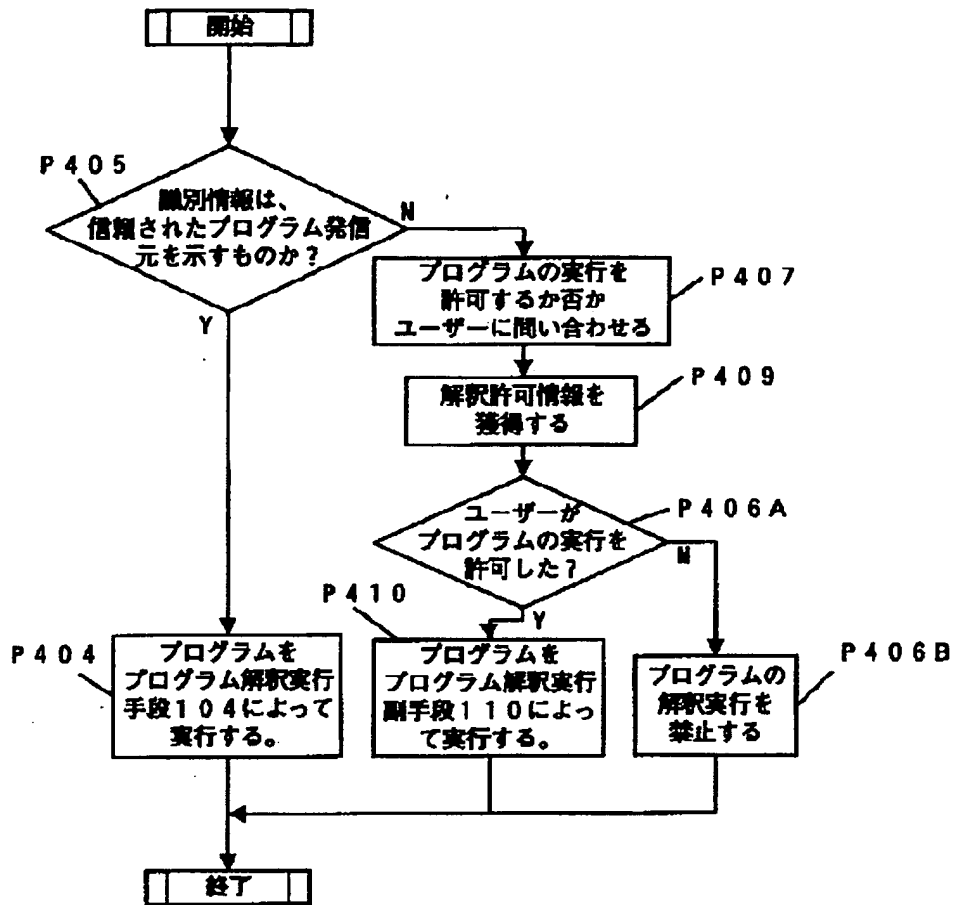 開始
P405
識別情報は、
信頼されたプログラム発信
元を示すものか？
N
Y
プログラムの実行を
許可するか否か
ユーザーに問い合わせる
P407
解釈許可情報を
獲得する
P409
ユーザーが
プログラムの実行を
許可した？
P406A
N
Y
P404
プログラムを
プログラム解釈実行
手段１０４によって
実行する。
P410
プログラムを
プログラム解釈実行
副手段１１０によっ
て実行する。
プログラムの
解釈実行を
禁止する
P406B
終了